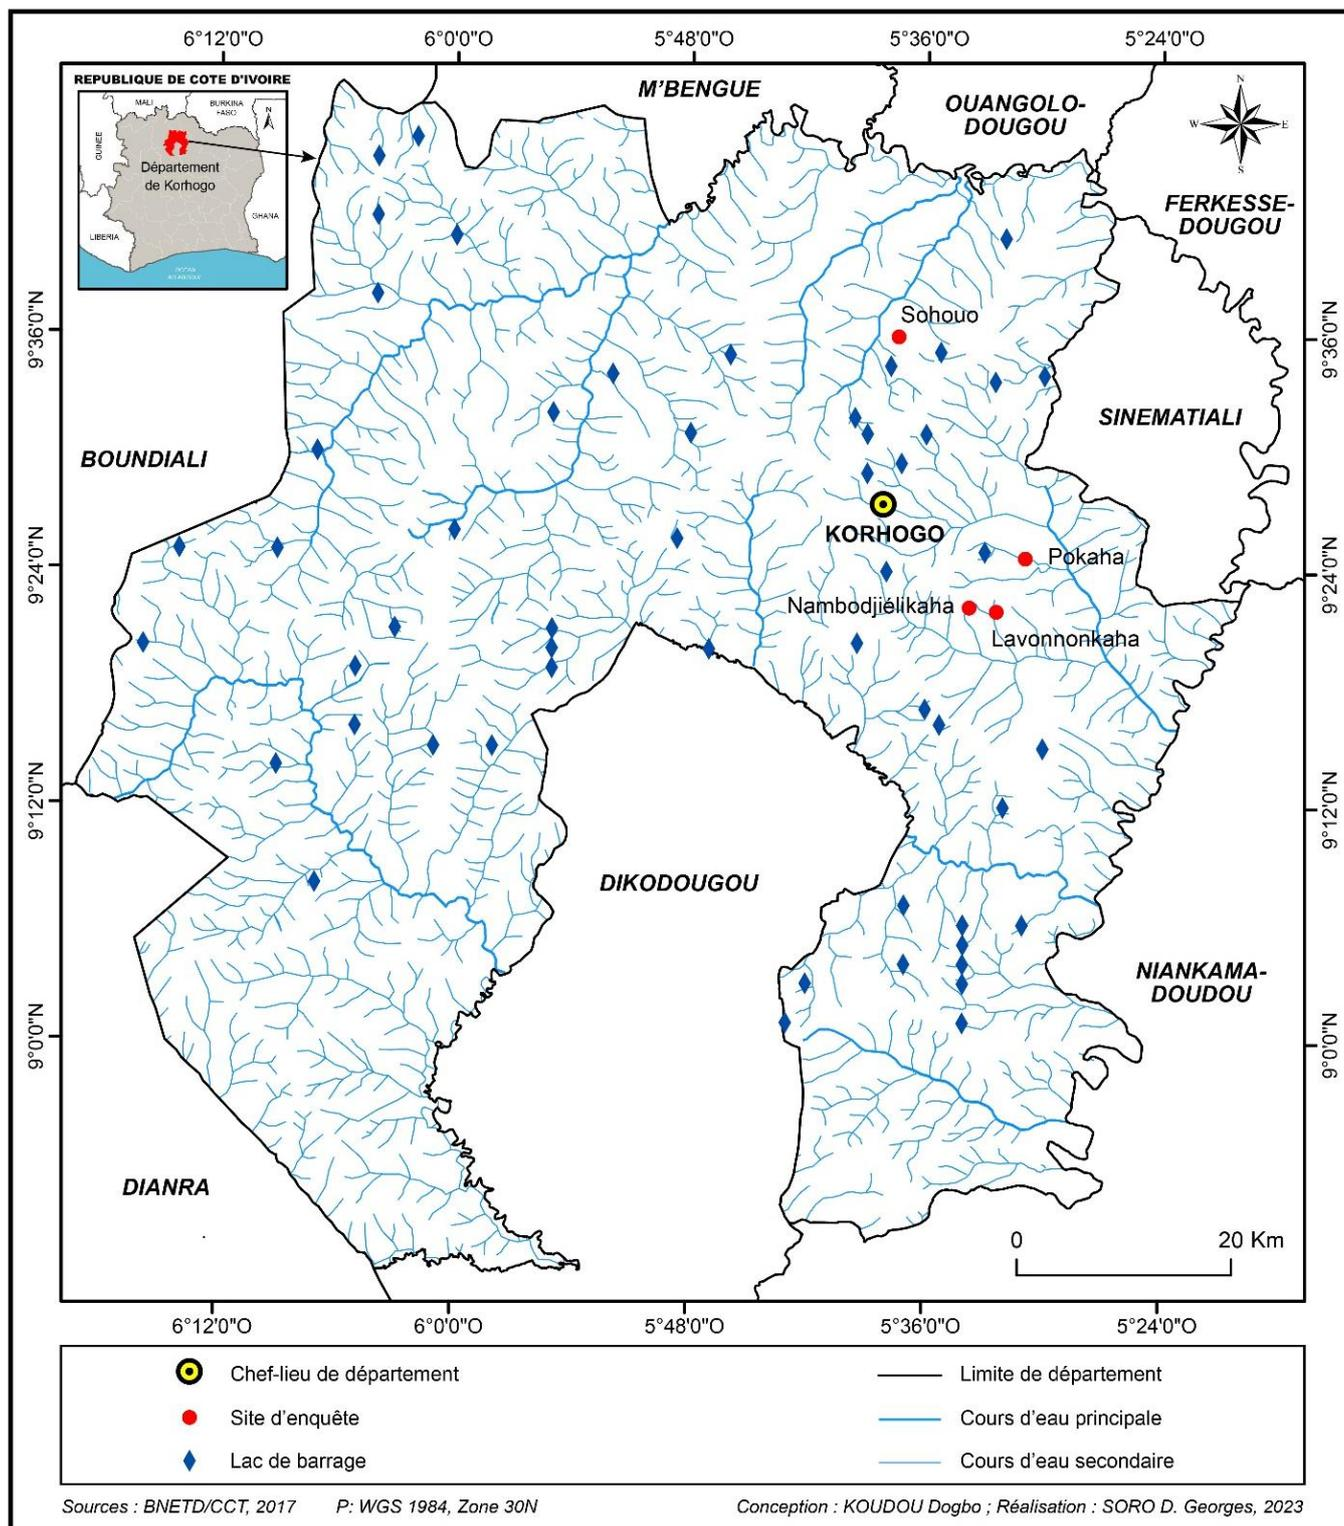 6°12'0"O
6°0'0"O
5°48'0"O
5°36'0"O
5°24'0"O
REPUBLIQUE DE COTE D'IVOIRE
MALI
BURKINA
FASO
N
GUINEE
Département
de Korhogo
GHANA
LIBERIA
OCEAN
ATLANTIQUE
M'BENGUE
OUANGOLO-
DOUGOU
N
W
E
S
FERKESSE-
DOUGOU
9°36'0"N
Sohouo
9°36'0"N
SINEMATIALI
BOUNDIALI
KORHOGO
9°24'0"N
Pokaha
9°24'0"N
Nambodjiélikaha
Lavonnonkaha
9°12'0"N
9°12'0"N
DIKODOUGOU
NIANKAMA-
DOUDOU
9°0'0"N
9°0'0"N
DIANRA
0
20 Km
6°12'0"O
6°0'0"O
5°48'0"O
5°36'0"O
5°24'0"O
Chef-lieu de département
Limite de département
Site d'enquête
Cours d'eau principale
Lac de barrage
Cours d'eau secondaire
Sources : BNETD/CCT, 2017
P: WGS 1984, Zone 30N
Conception : KOUDOU Dogbo ; Réalisation : SORO D. Georges, 2023